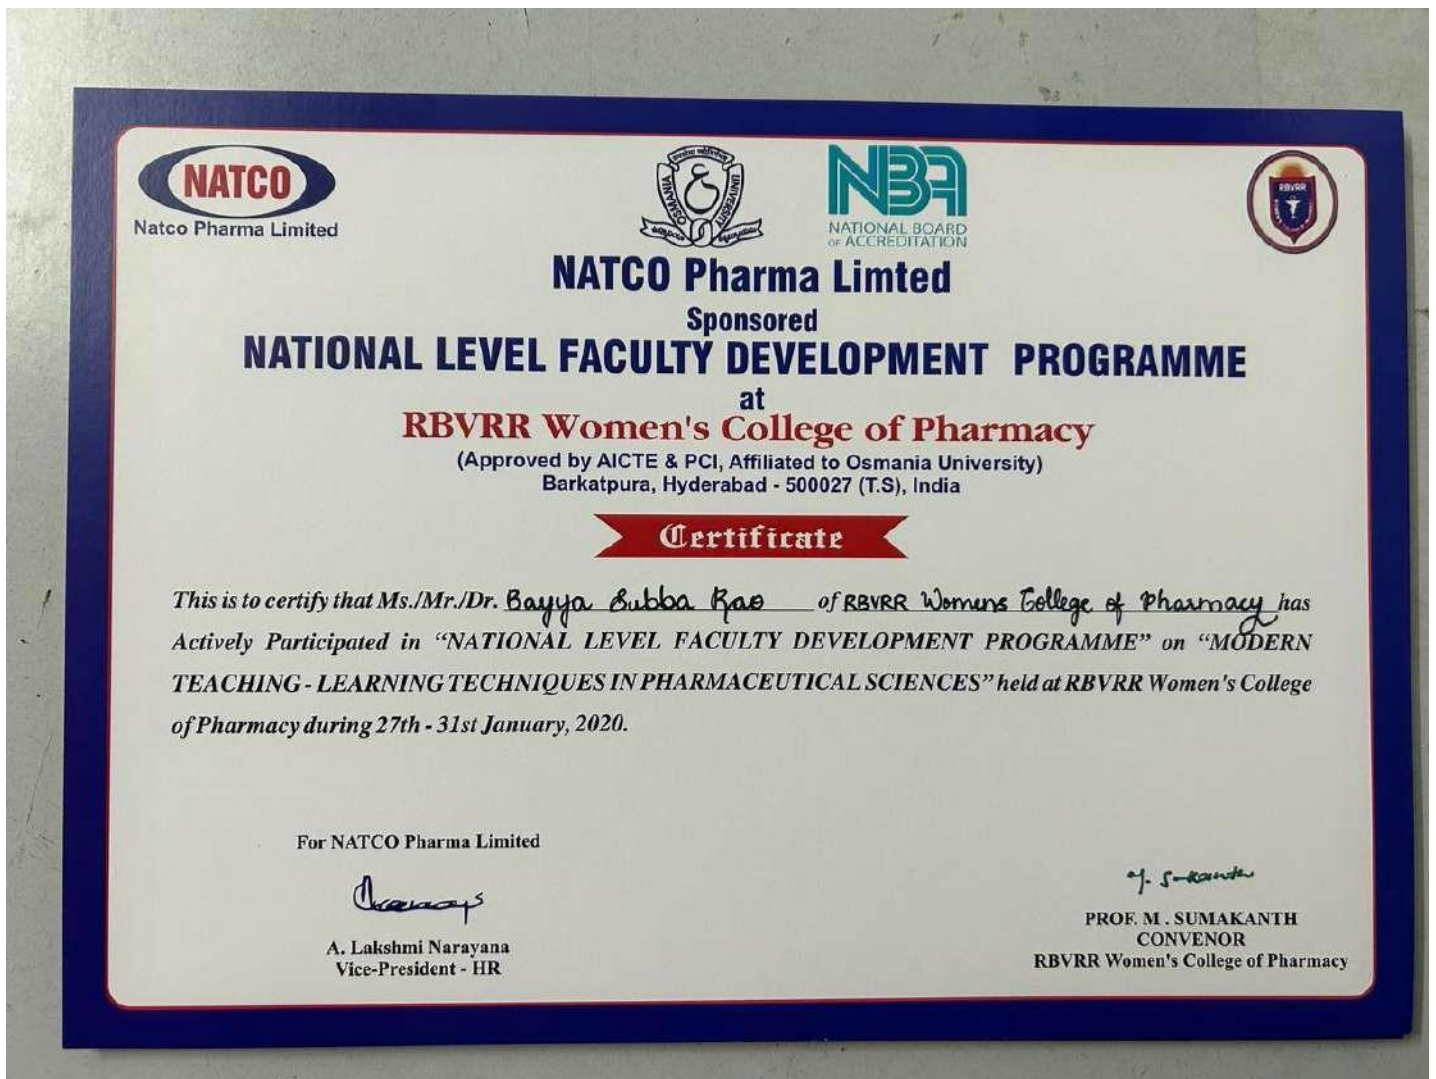 NATCO
Natco Pharma Limited
OSMANIA UNIVERSITY
NBA
NATIONAL BOARD
OF ACCREDITATION
RBVRR
NATCO Pharma Limted
Sponsored
NATIONAL LEVEL FACULTY DEVELOPMENT PROGRAMME
at
RBVRR Women's College of Pharmacy
(Approved by AICTE & PCI, Affiliated to Osmania University)
Barkatpura, Hyderabad - 500027 (T.S), India
Certificate
This is to certify that Ms./Mr./Dr. Bayya Subba Rao of RBVRR Womens College of Pharmacy has
Actively Participated in “NATIONAL LEVEL FACULTY DEVELOPMENT PROGRAMME” on “MODERN
TEACHING - LEARNING TECHNIQUES IN PHARMACEUTICAL SCIENCES” held at RBVRR Women's College
of Pharmacy during 27th - 31st January, 2020.
For NATCO Pharma Limited
A. Lakshmi Narayana
Vice-President - HR
PROF. M . SUMAKANTH
CONVENOR
RBVRR Women's College of Pharmacy